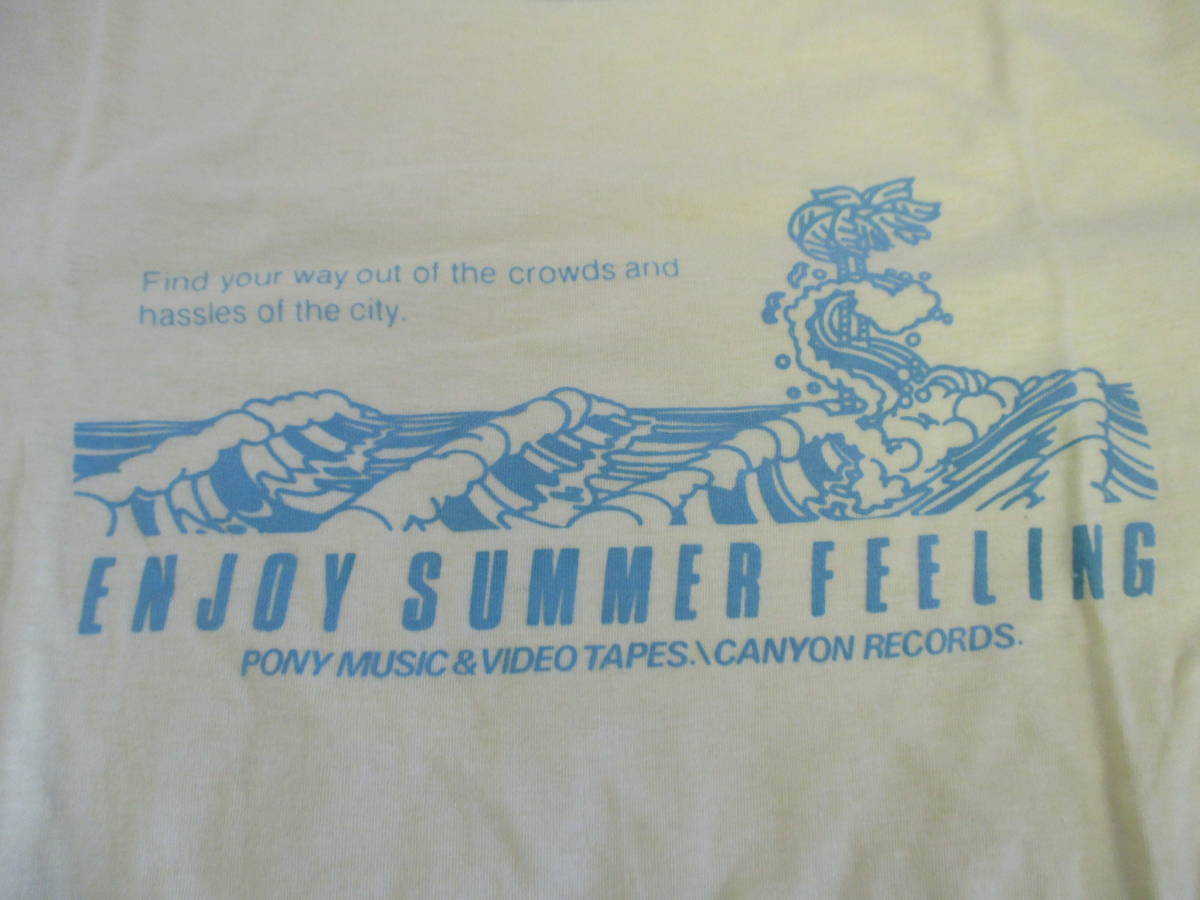 Find your way out of the crowds and
hassles of the city.
ENJOY SUMMER FEELING
PONY MUSIC & VIDEO TAPES.\CANYON RECORDS.